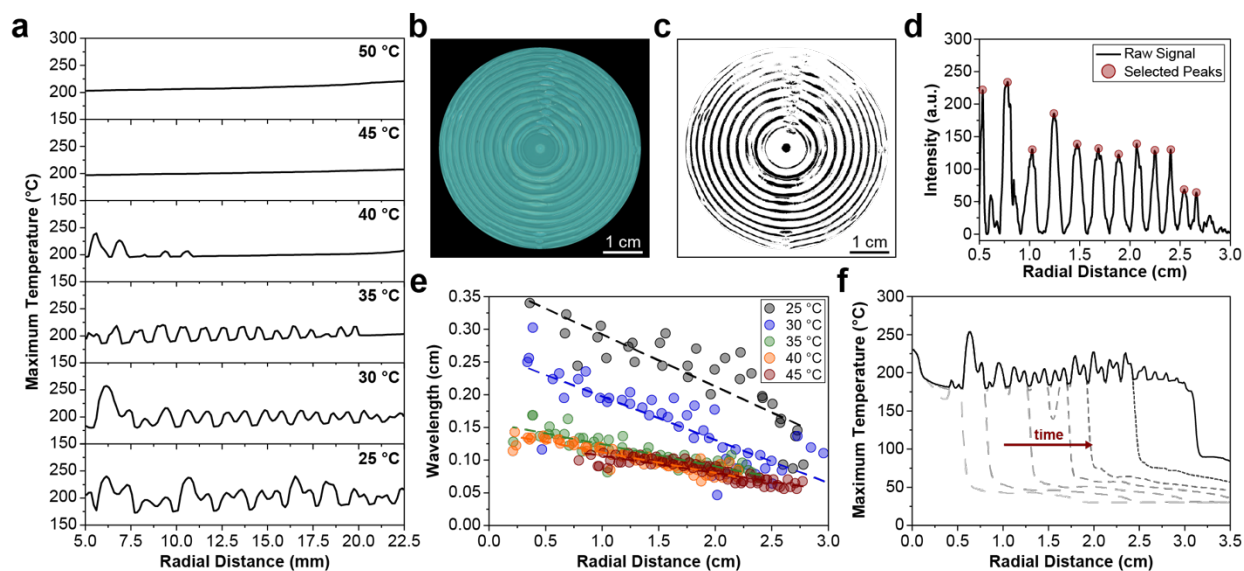 a
Maximum Temperature (°C)
300
250
200
150
50 °C
250
200
150
45 °C
250
200
150
40 °C
250
200
150
35 °C
250
200
150
30 °C
250
200
150
25 °C
5.0 7.5 10.0 12.5 15.0 17.5 20.0 22.5
Radial Distance (mm)
b
1 cm
c
1 cm
d
Intensity (a.u.)
300
250
200
150
100
50
0
Raw Signal
Selected Peaks
0.5 1.0 1.5 2.0 2.5 3.0
Radial Distance (cm)
e
Wavelength (cm)
0.35
0.30
0.25
0.20
0.15
0.10
0.05
0.00
25 °C
30 °C
35 °C
40 °C
45 °C
0.0 0.5 1.0 1.5 2.0 2.5 3.0
Radial Distance (cm)
f
Maximum Temperature (°C)
300
250
200
150
100
50
0
time
0.0 0.5 1.0 1.5 2.0 2.5 3.0 3.5
Radial Distance (cm)